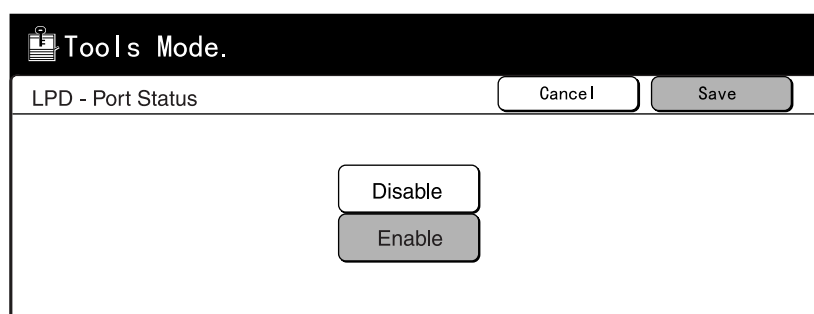 Tools Mode.
LPD - Port Status
Cancel
Save
Disable
Enable